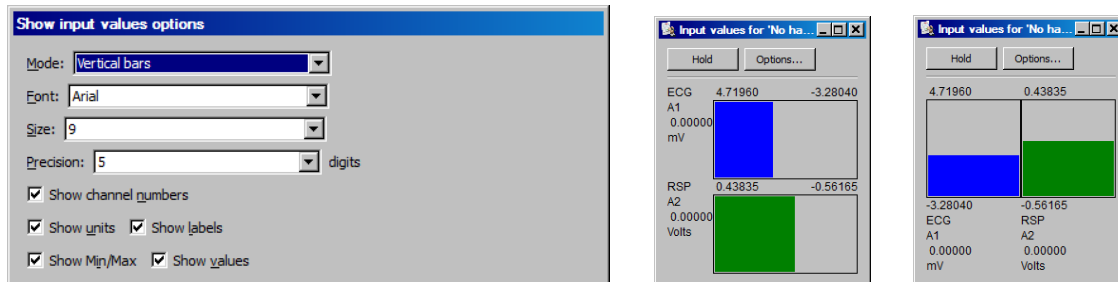 Show input values options
Mode: Vertical bars
Font: Arial
Size: 9
Precision: 5 digits
Show channel numbers
Show units Show labels
Show Min/Max Show values
Input values for 'No ha...
Hold Options...
ECG 4.71960 -3.28040
A1
0.00000
mV
RSP 0.43835 -0.56165
A2
0.00000
Volts
Input values for 'No ha...
Hold Options...
4.71960 0.43835
-3.28040 -0.56165
ECG RSP
A1 A2
0.00000 0.00000
mV Volts